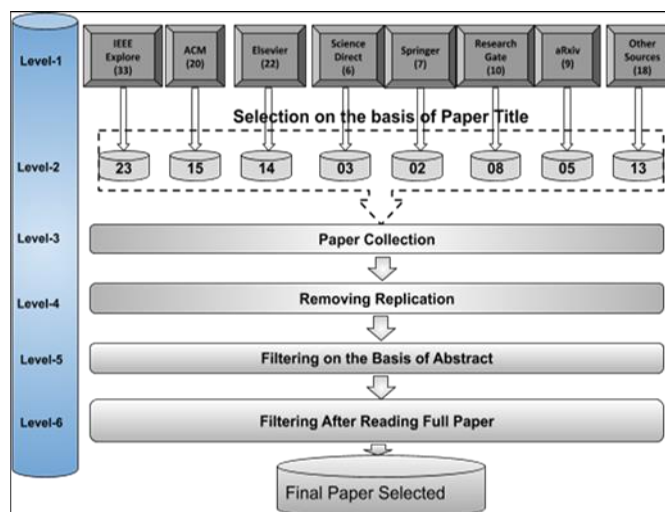 Level-1
IEEE
Explore
(33)
ACM
(20)
Elsevier
(22)
Science
Direct
(6)
Springer
(7)
Research
Gate
(10)
aRxiv
(9)
Other
Sources
(18)
Selection on the basis of Paper Title
Level-2
23
15
14
03
02
08
05
13
Level-3
Paper Collection
Level-4
Removing Replication
Level-5
Filtering on the Basis of Abstract
Level-6
Filtering After Reading Full Paper
Final Paper Selected